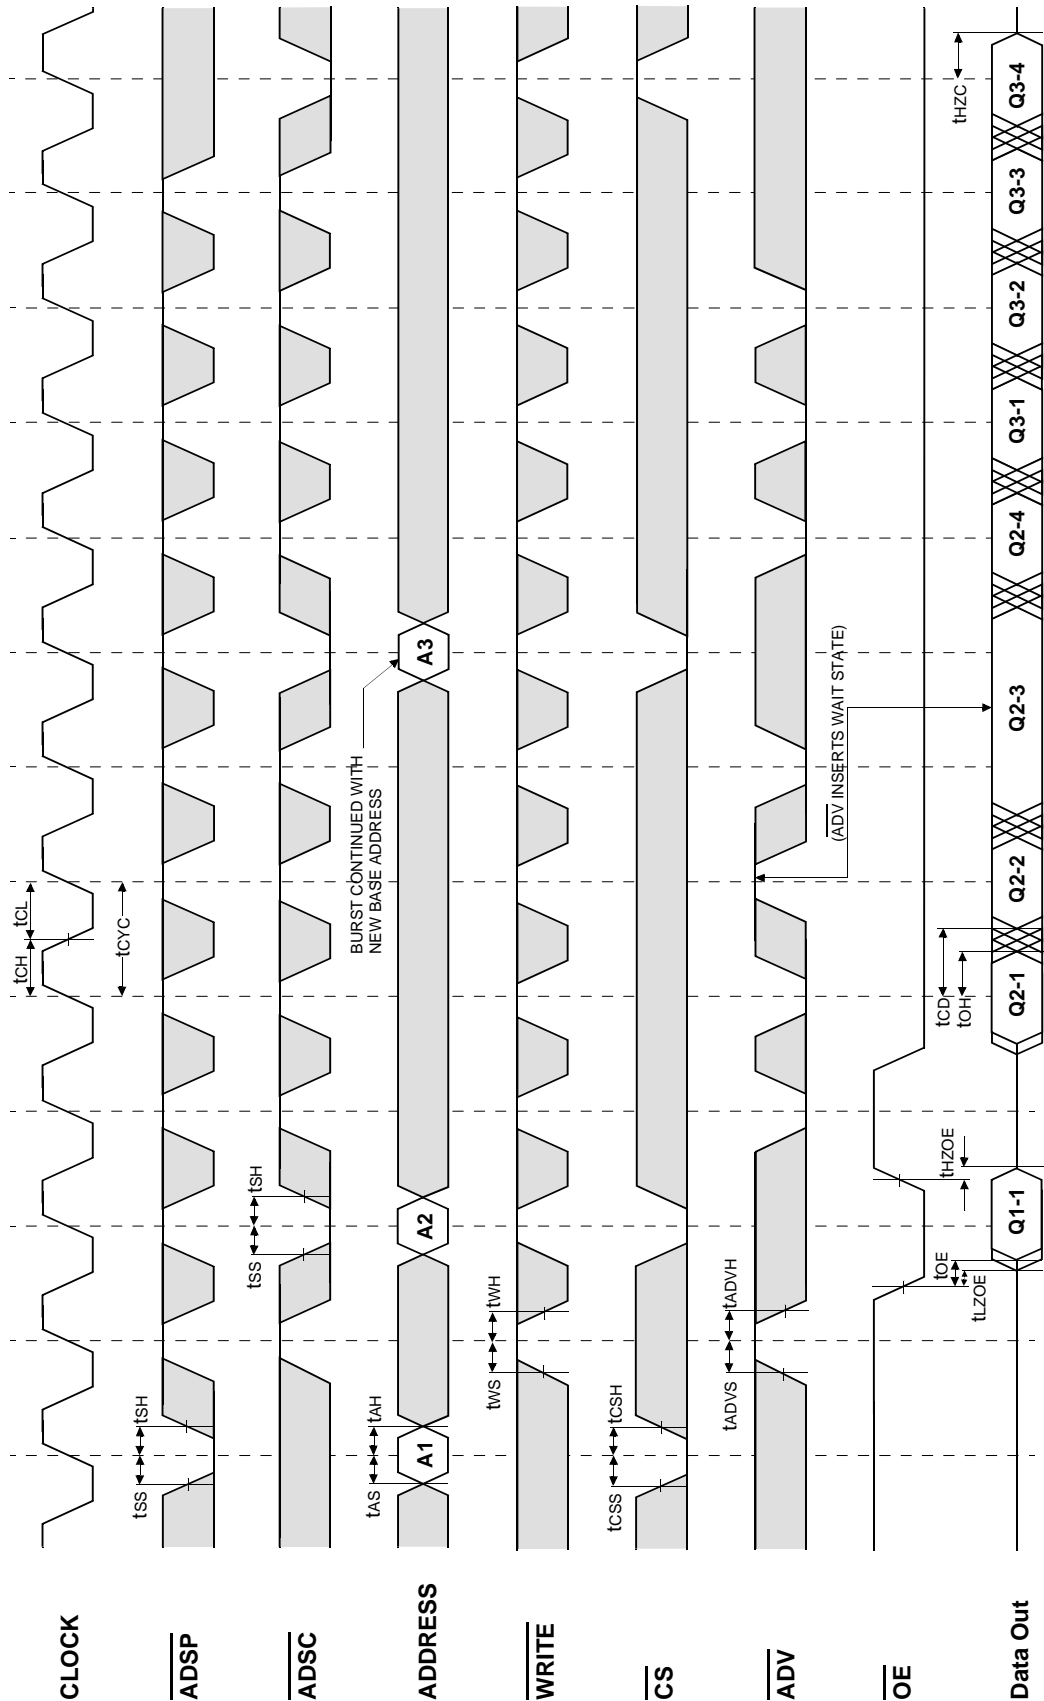 CLOCK
tCH
tCL
tCYC
ADSP
tSS
tSH
ADSC
tSS
tSH
ADDRESS
tAS
tAH
A1
A2
A3
BURST CONTINUED WITH
NEW BASE ADDRESS
WRITE
tWS
tWH
CS
tCSS
tCSH
ADV
tADVS
tADVH
(ADV INSERTS WAIT STATE)
OE
tOE
tLZOE
tHZOE
tCD
tOH
tHZC
Data Out
Q1-1
Q2-1
Q2-2
Q2-3
Q2-4
Q3-1
Q3-2
Q3-3
Q3-4